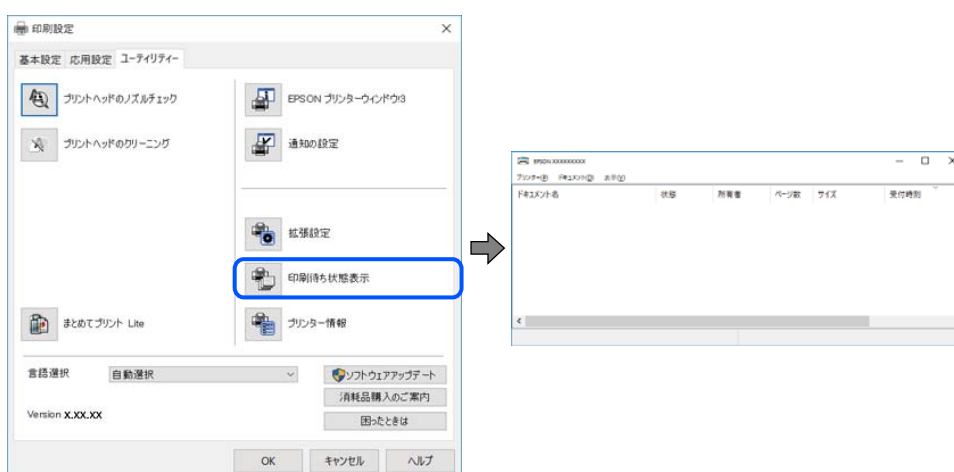 印刷設定
基本設定 応用設定 ユーティリティー
プリントヘッドのノズルチェック
EPSON プリンターウィンドウ!3
プリントヘッドのクリーニング
通知の設定
拡張設定
印刷待ち状態表示
まとめてプリント Lite
プリンター情報
言語選択
自動選択
ソフトウェアアップデート
消耗品購入のご案内
Version x.xx.xx
困ったときは
OK キャンセル ヘルプ
EPSON XXXXXXXXXX
プリンター(P) ドキュメント(D) 表示(V)
ドキュメント名 状態 所有者 ページ数 サイズ 受付時刻